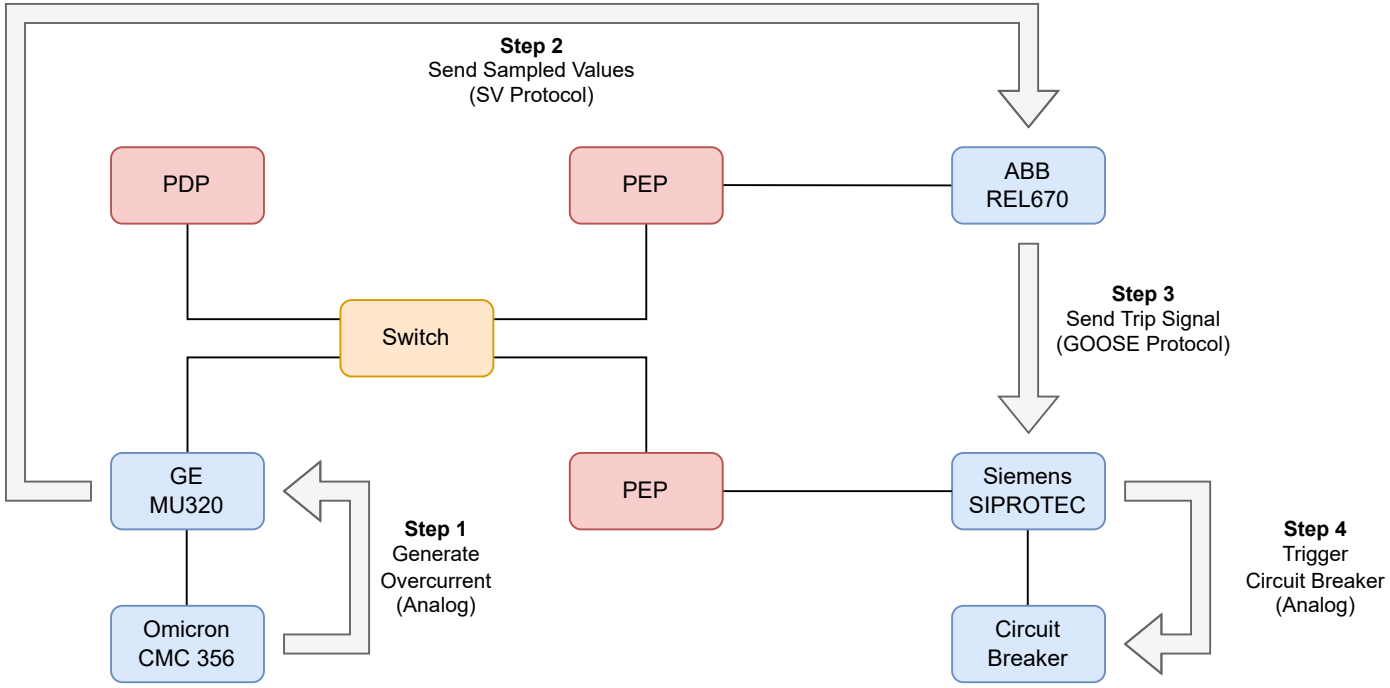 Step 2
Send Sampled Values
(SV Protocol)
PDP
PEP
ABB
REL670
Switch
Step 3
Send Trip Signal
(GOOSE Protocol)
GE
MU320
Step 1
Generate
Overcurrent
(Analog)
PEP
Siemens
SIPROTEC
Step 4
Trigger
Circuit Breaker
(Analog)
Omicron
CMC 356
Circuit
Breaker